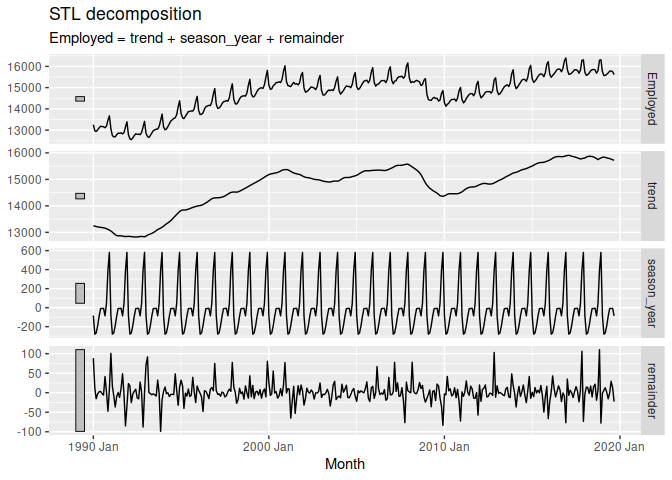 STL decomposition
Employed = trend + season_year + remainder
16000
15000
14000
13000
Employed
16000
15000
14000
13000
trend
600
400
200
0
-200
season_year
100
50
0
-50
-100
remainder
1990 Jan
2000 Jan
2010 Jan
2020 Jan
Month